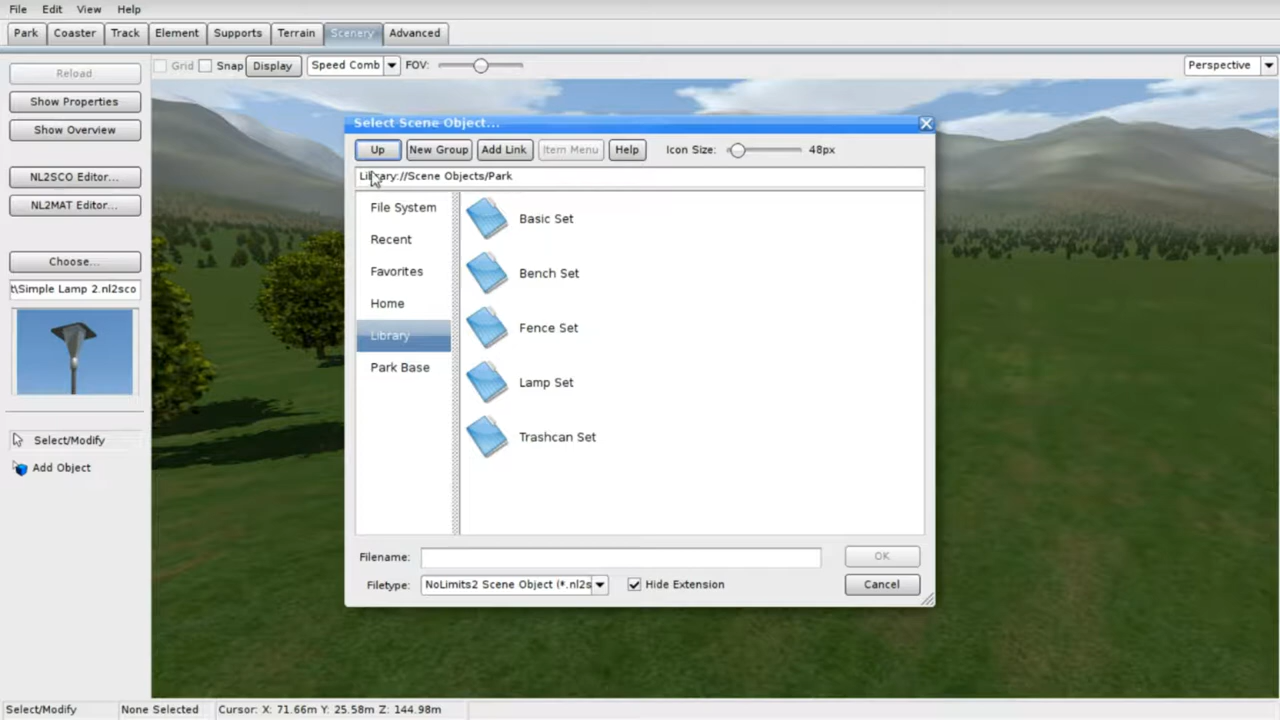 File Edit View Help
Park Coaster Track Element Supports Terrain Scenery Advanced
Reload
Grid Snap Display Speed Comb FOV: Perspective
Show Properties
Show Overview
NL2SCO Editor...
NL2MAT Editor...
Choose...
t\Simple Lamp 2.nl2sco
Select/Modify
Add Object
Select Scene Object...
Up New Group Add Link Item Menu Help Icon Size: 48px
Library://Scene Objects/Park
File System
Recent
Favorites
Home
Library
Park Base
Basic Set
Bench Set
Fence Set
Lamp Set
Trashcan Set
Filename: OK
Filetype: NoLimits2 Scene Object (*.nl2s Hide Extension Cancel
Select/Modify None Selected Cursor: X: 71.66m Y: 25.58m Z: 144.98m